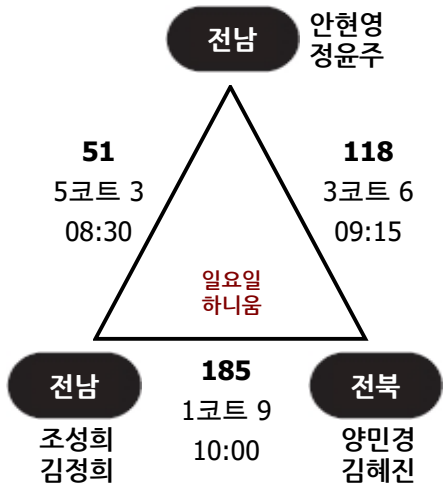 전남
안현영
정윤주
51
5코트 3
08:30
118
3코트 6
09:15
일요일
하니움
전남
조성희
김정희
185
1코트 9
10:00
전북
양민경
김혜진